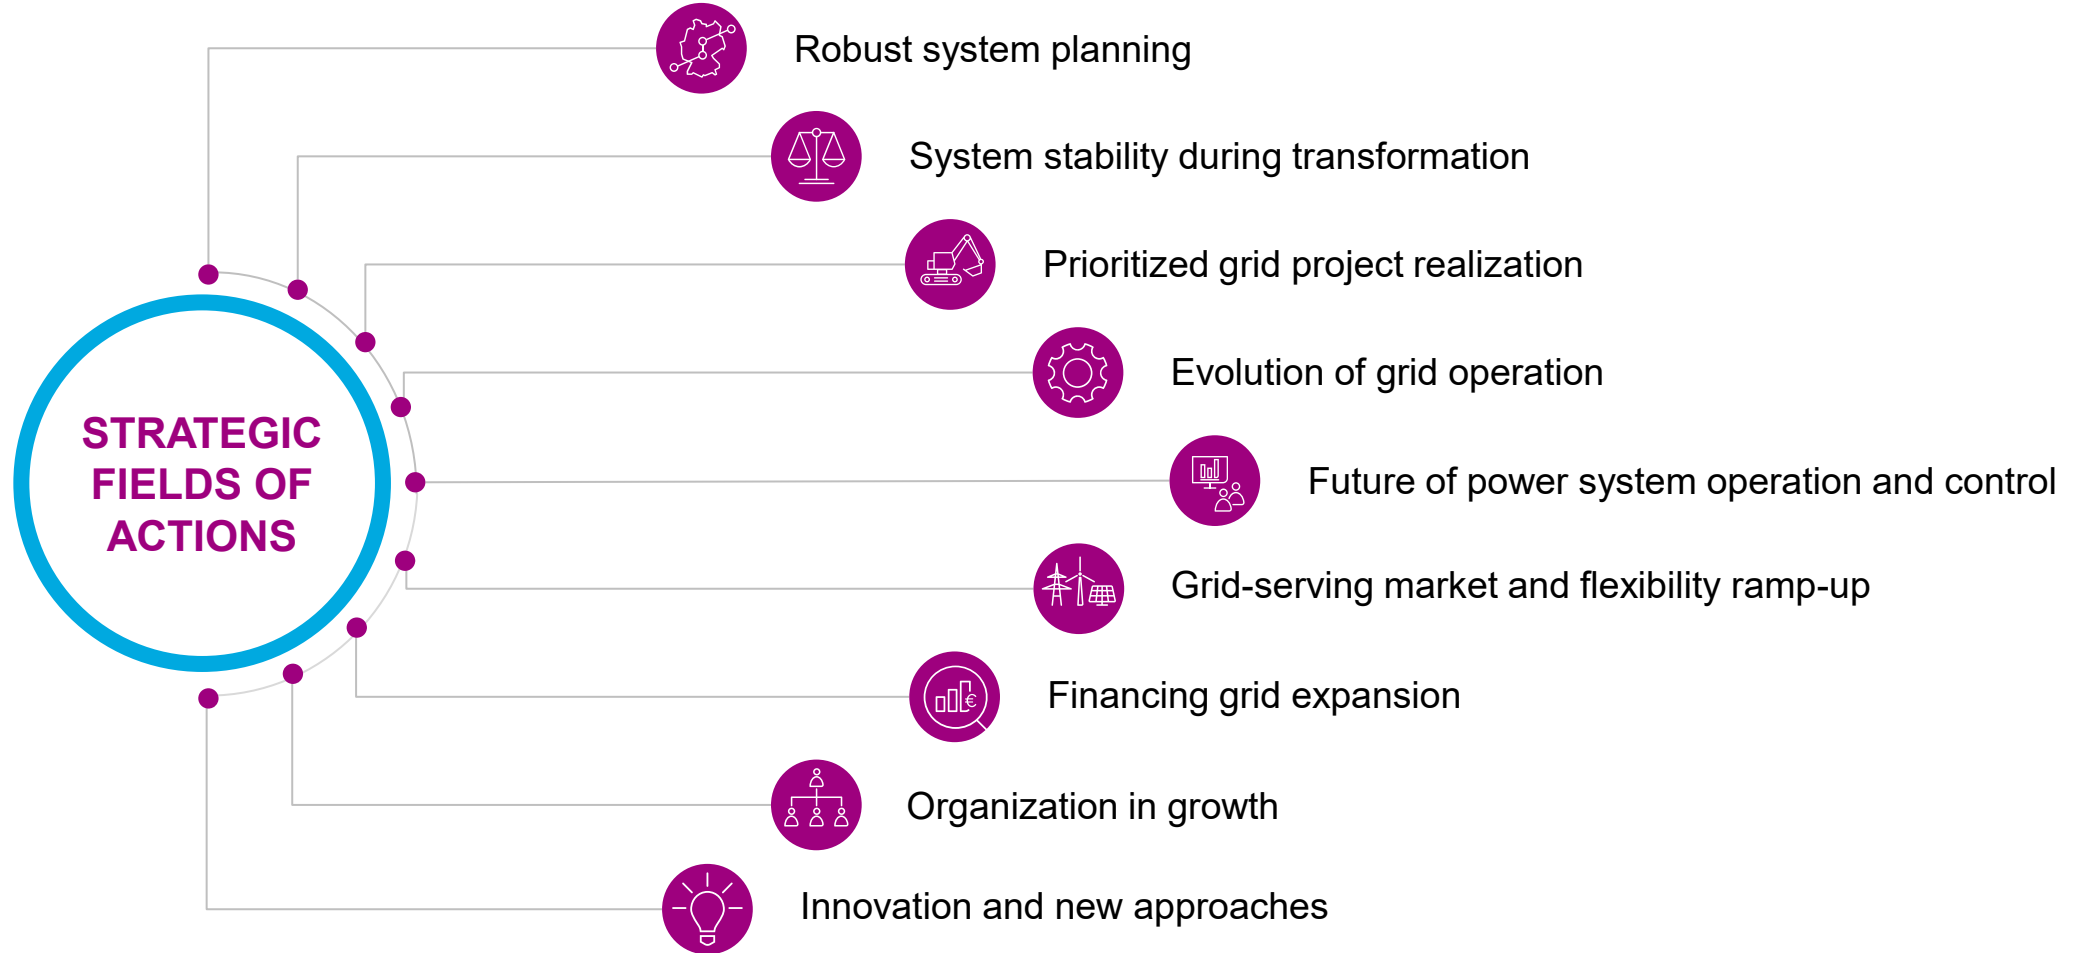 Robust system planning
System stability during transformation
Prioritized grid project realization
Evolution of grid operation
STRATEGIC
FIELDS OF
ACTIONS
Future of power system operation and control
Grid-serving market and flexibility ramp-up
€
Financing grid expansion
Organization in growth
Innovation and new approaches